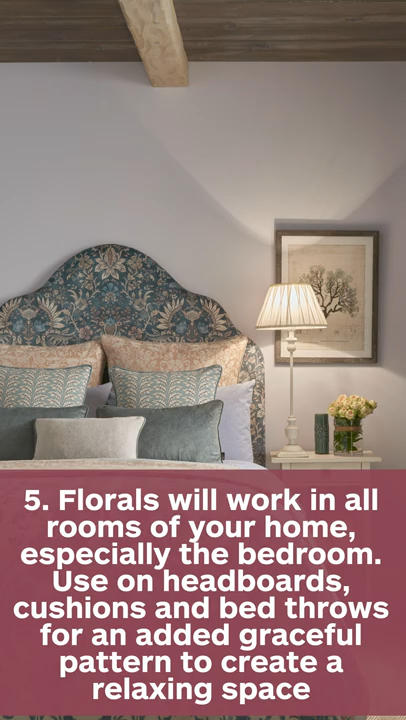 5. Florals will work in all
rooms of your home,
especially the bedroom.
Use on headboards,
cushions and bed throws
for an added graceful
pattern to create a
relaxing space